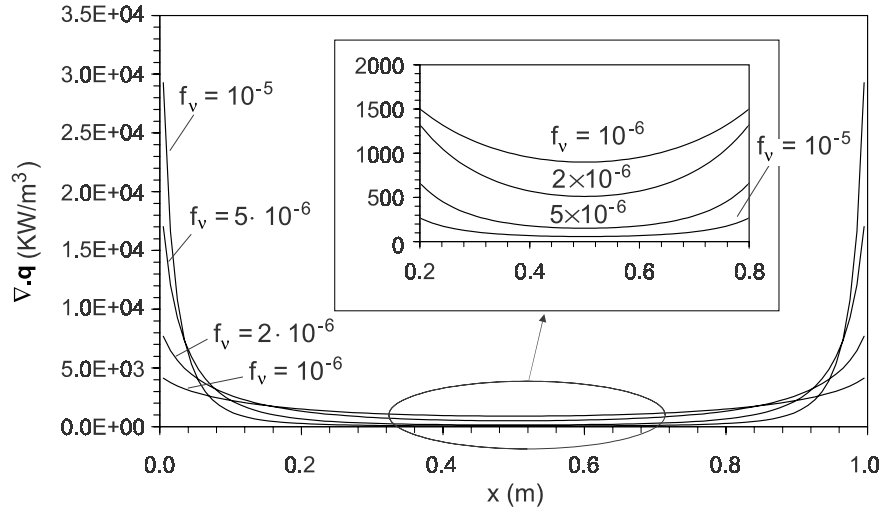 3.5E+04
3.0E+04
2.5E+04
2.0E+04
1.5E+04
1.0E+04
5.0E+03
0.0E+00
∇.q (KW/m³)
f_ν = 10⁻⁵
f_ν = 5· 10⁻⁶
f_ν = 2· 10⁻⁶
f_ν = 10⁻⁶
2000
1500
1000
500
0
f_ν = 10⁻⁶
2×10⁻⁶
5×10⁻⁶
f_ν = 10⁻⁵
0.2 0.4 0.6 0.8
0.0 0.2 0.4 0.6 0.8 1.0
x (m)